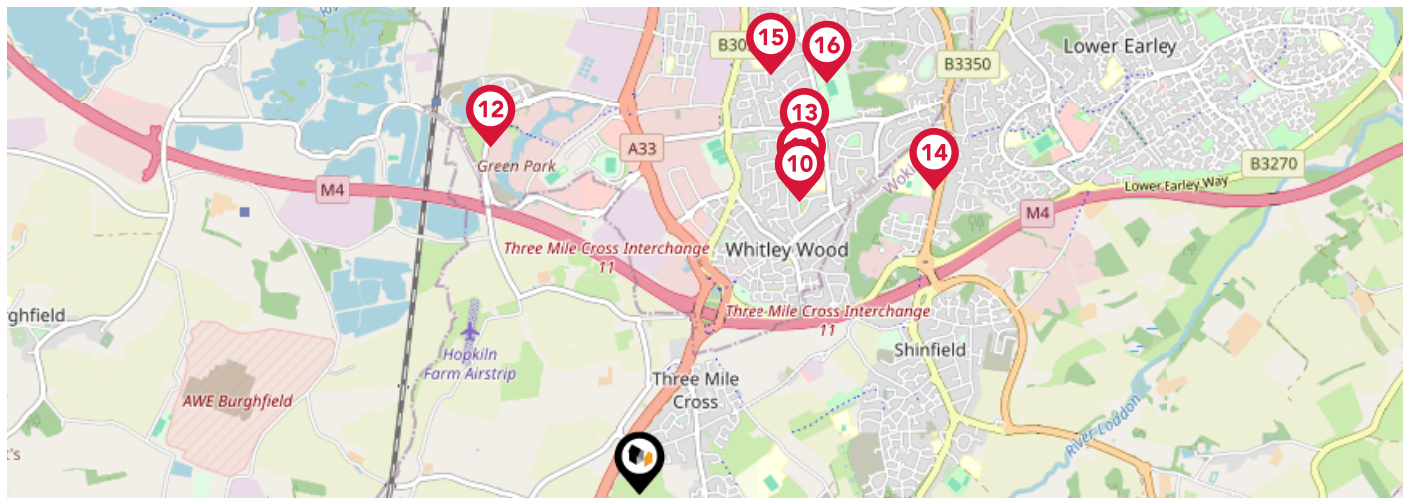 15
16
B3350
Lower Earley
12
13
A33
Green Park
10
14
M4
B3270
Lower Earley Way
M4
Three Mile Cross Interchange
11
Whitley Wood
Three Mile Cross Interchange
11
ghfield
Hopkiln
Farm Airstrip
Shinfield
Three Mile
Cross
AWE Burghfield
River Loddon
's